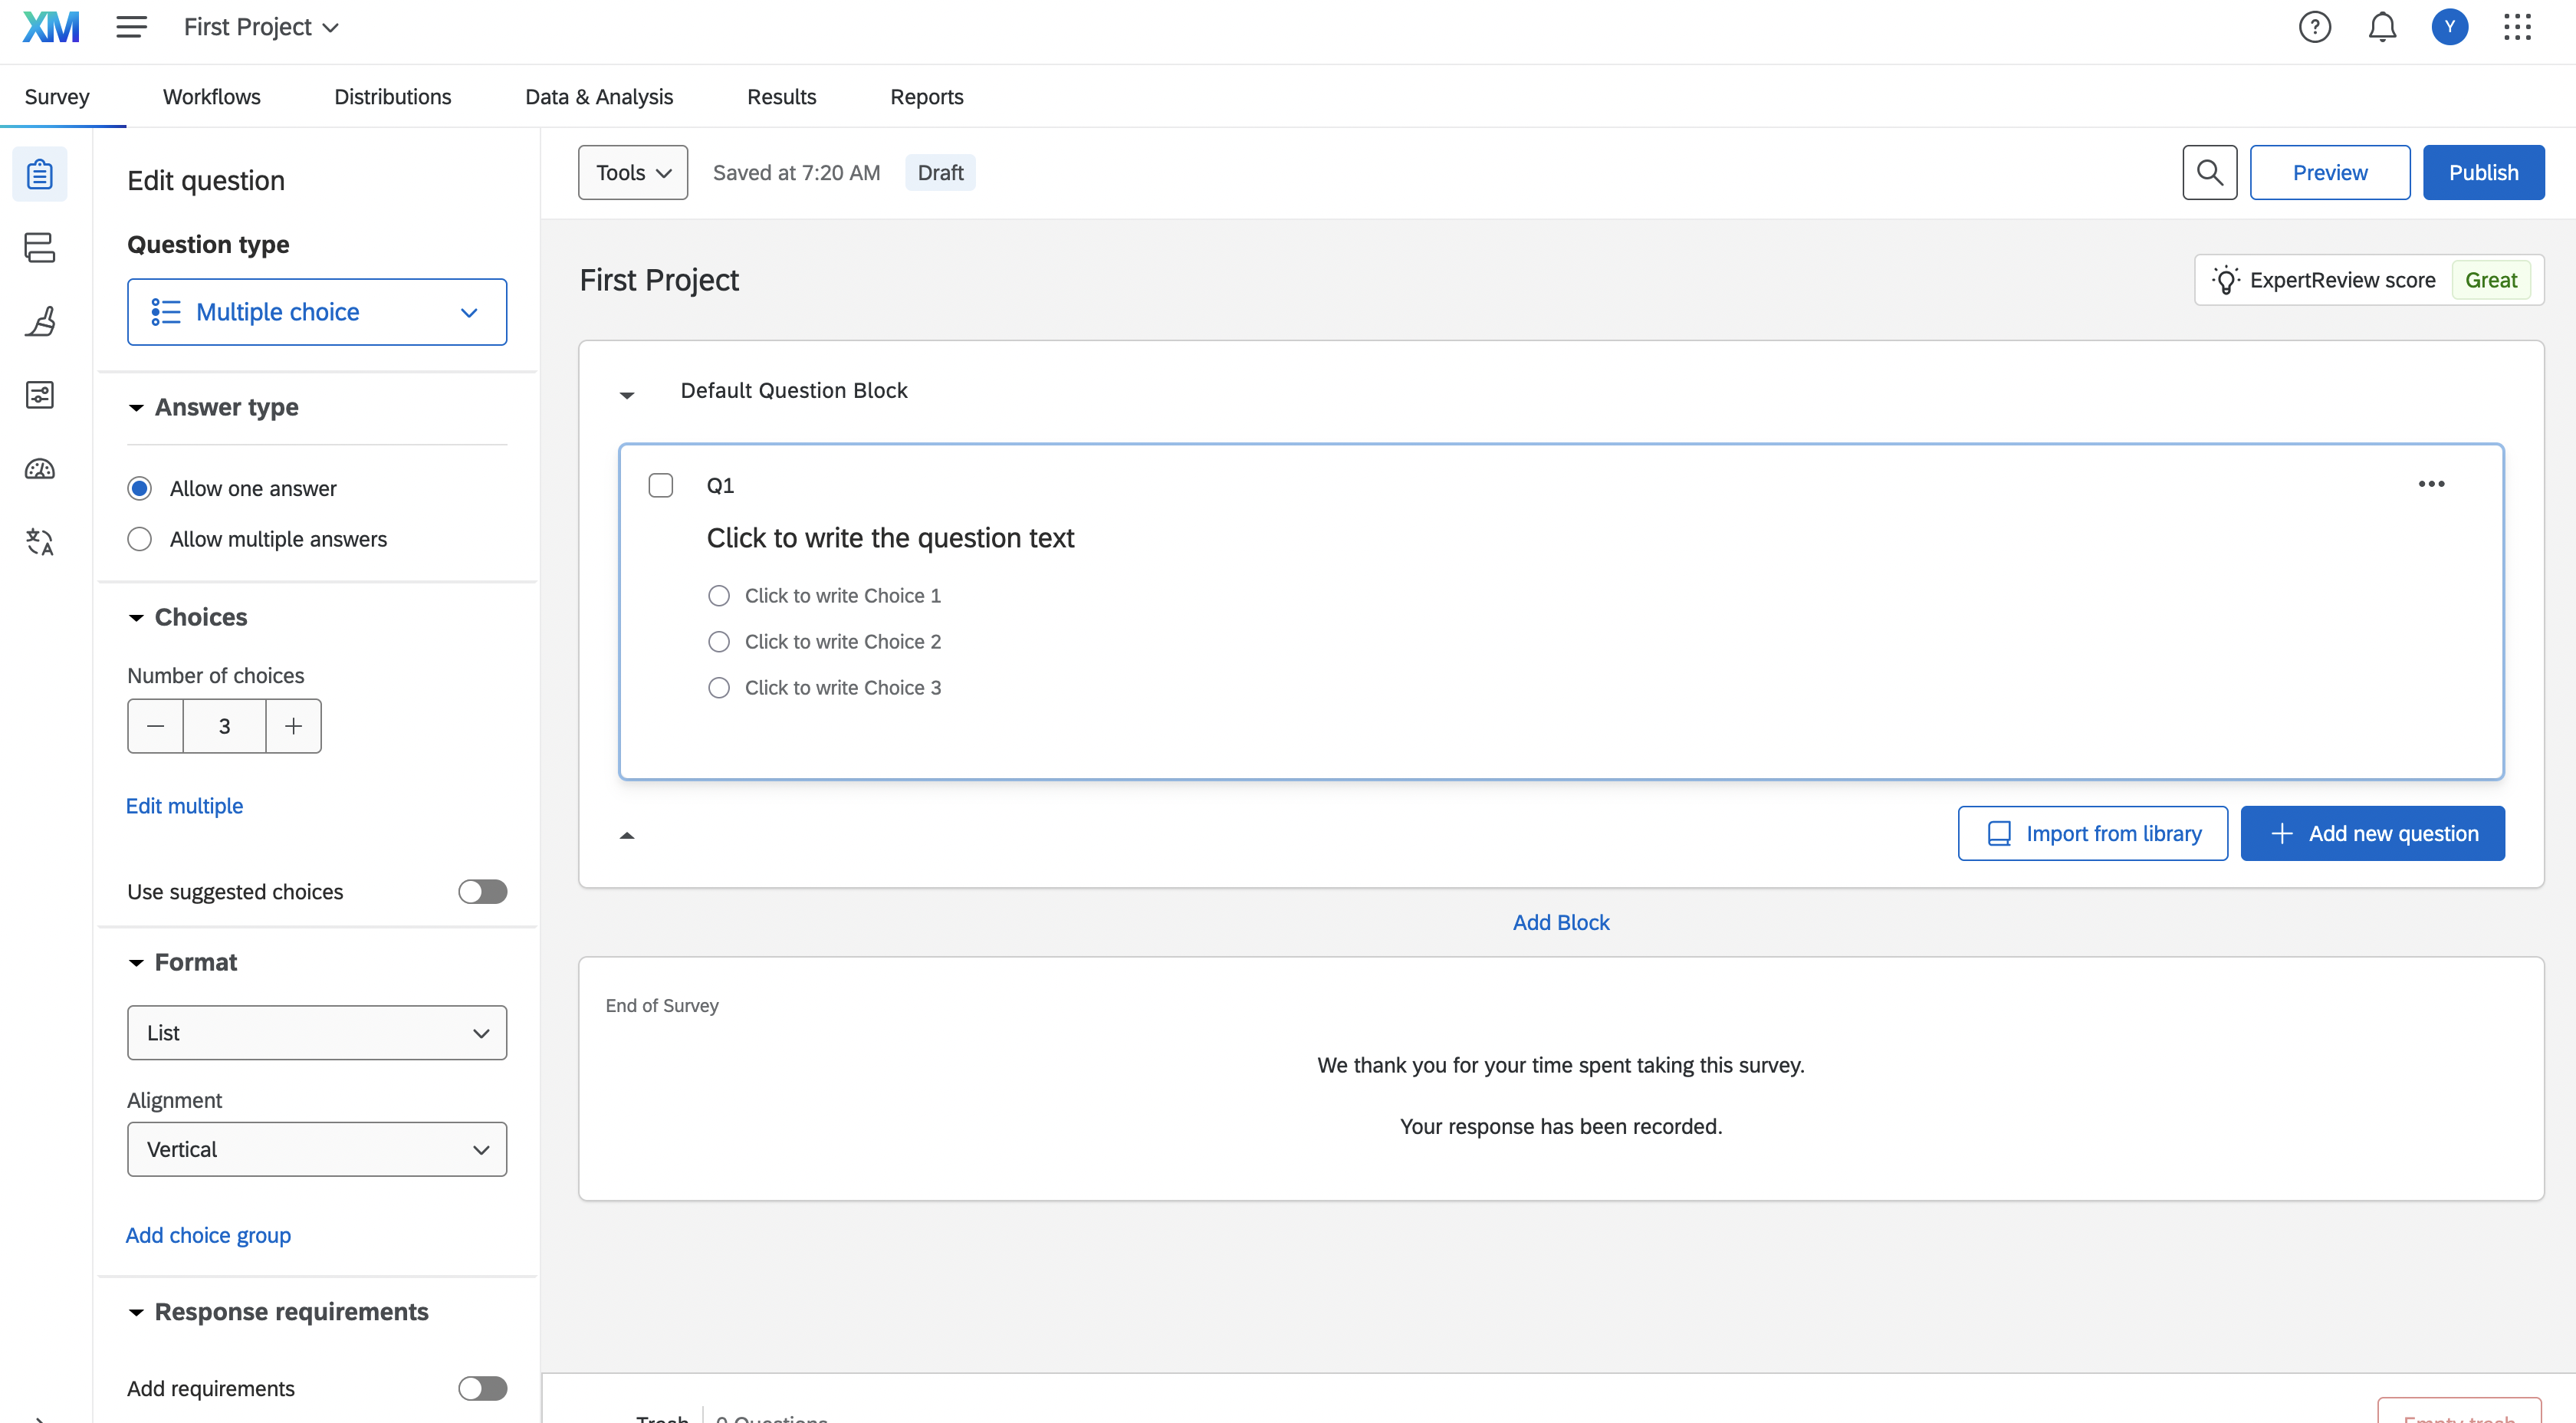 XM
First Project
Y
Survey
Workflows
Distributions
Data & Analysis
Results
Reports
Edit question
Question type
Multiple choice
Answer type
Allow one answer
Allow multiple answers
Choices
Number of choices
3
Edit multiple
Use suggested choices
Format
List
Alignment
Vertical
Add choice group
Response requirements
Add requirements
Tools
Saved at 7:20 AM
Draft
Preview
Publish
First Project
ExpertReview score
Great
Default Question Block
Q1
Click to write the question text
Click to write Choice 1
Click to write Choice 2
Click to write Choice 3
Import from library
Add new question
Add Block
End of Survey
We thank you for your time spent taking this survey.
Your response has been recorded.
Trash
0 Questions
Empty trash